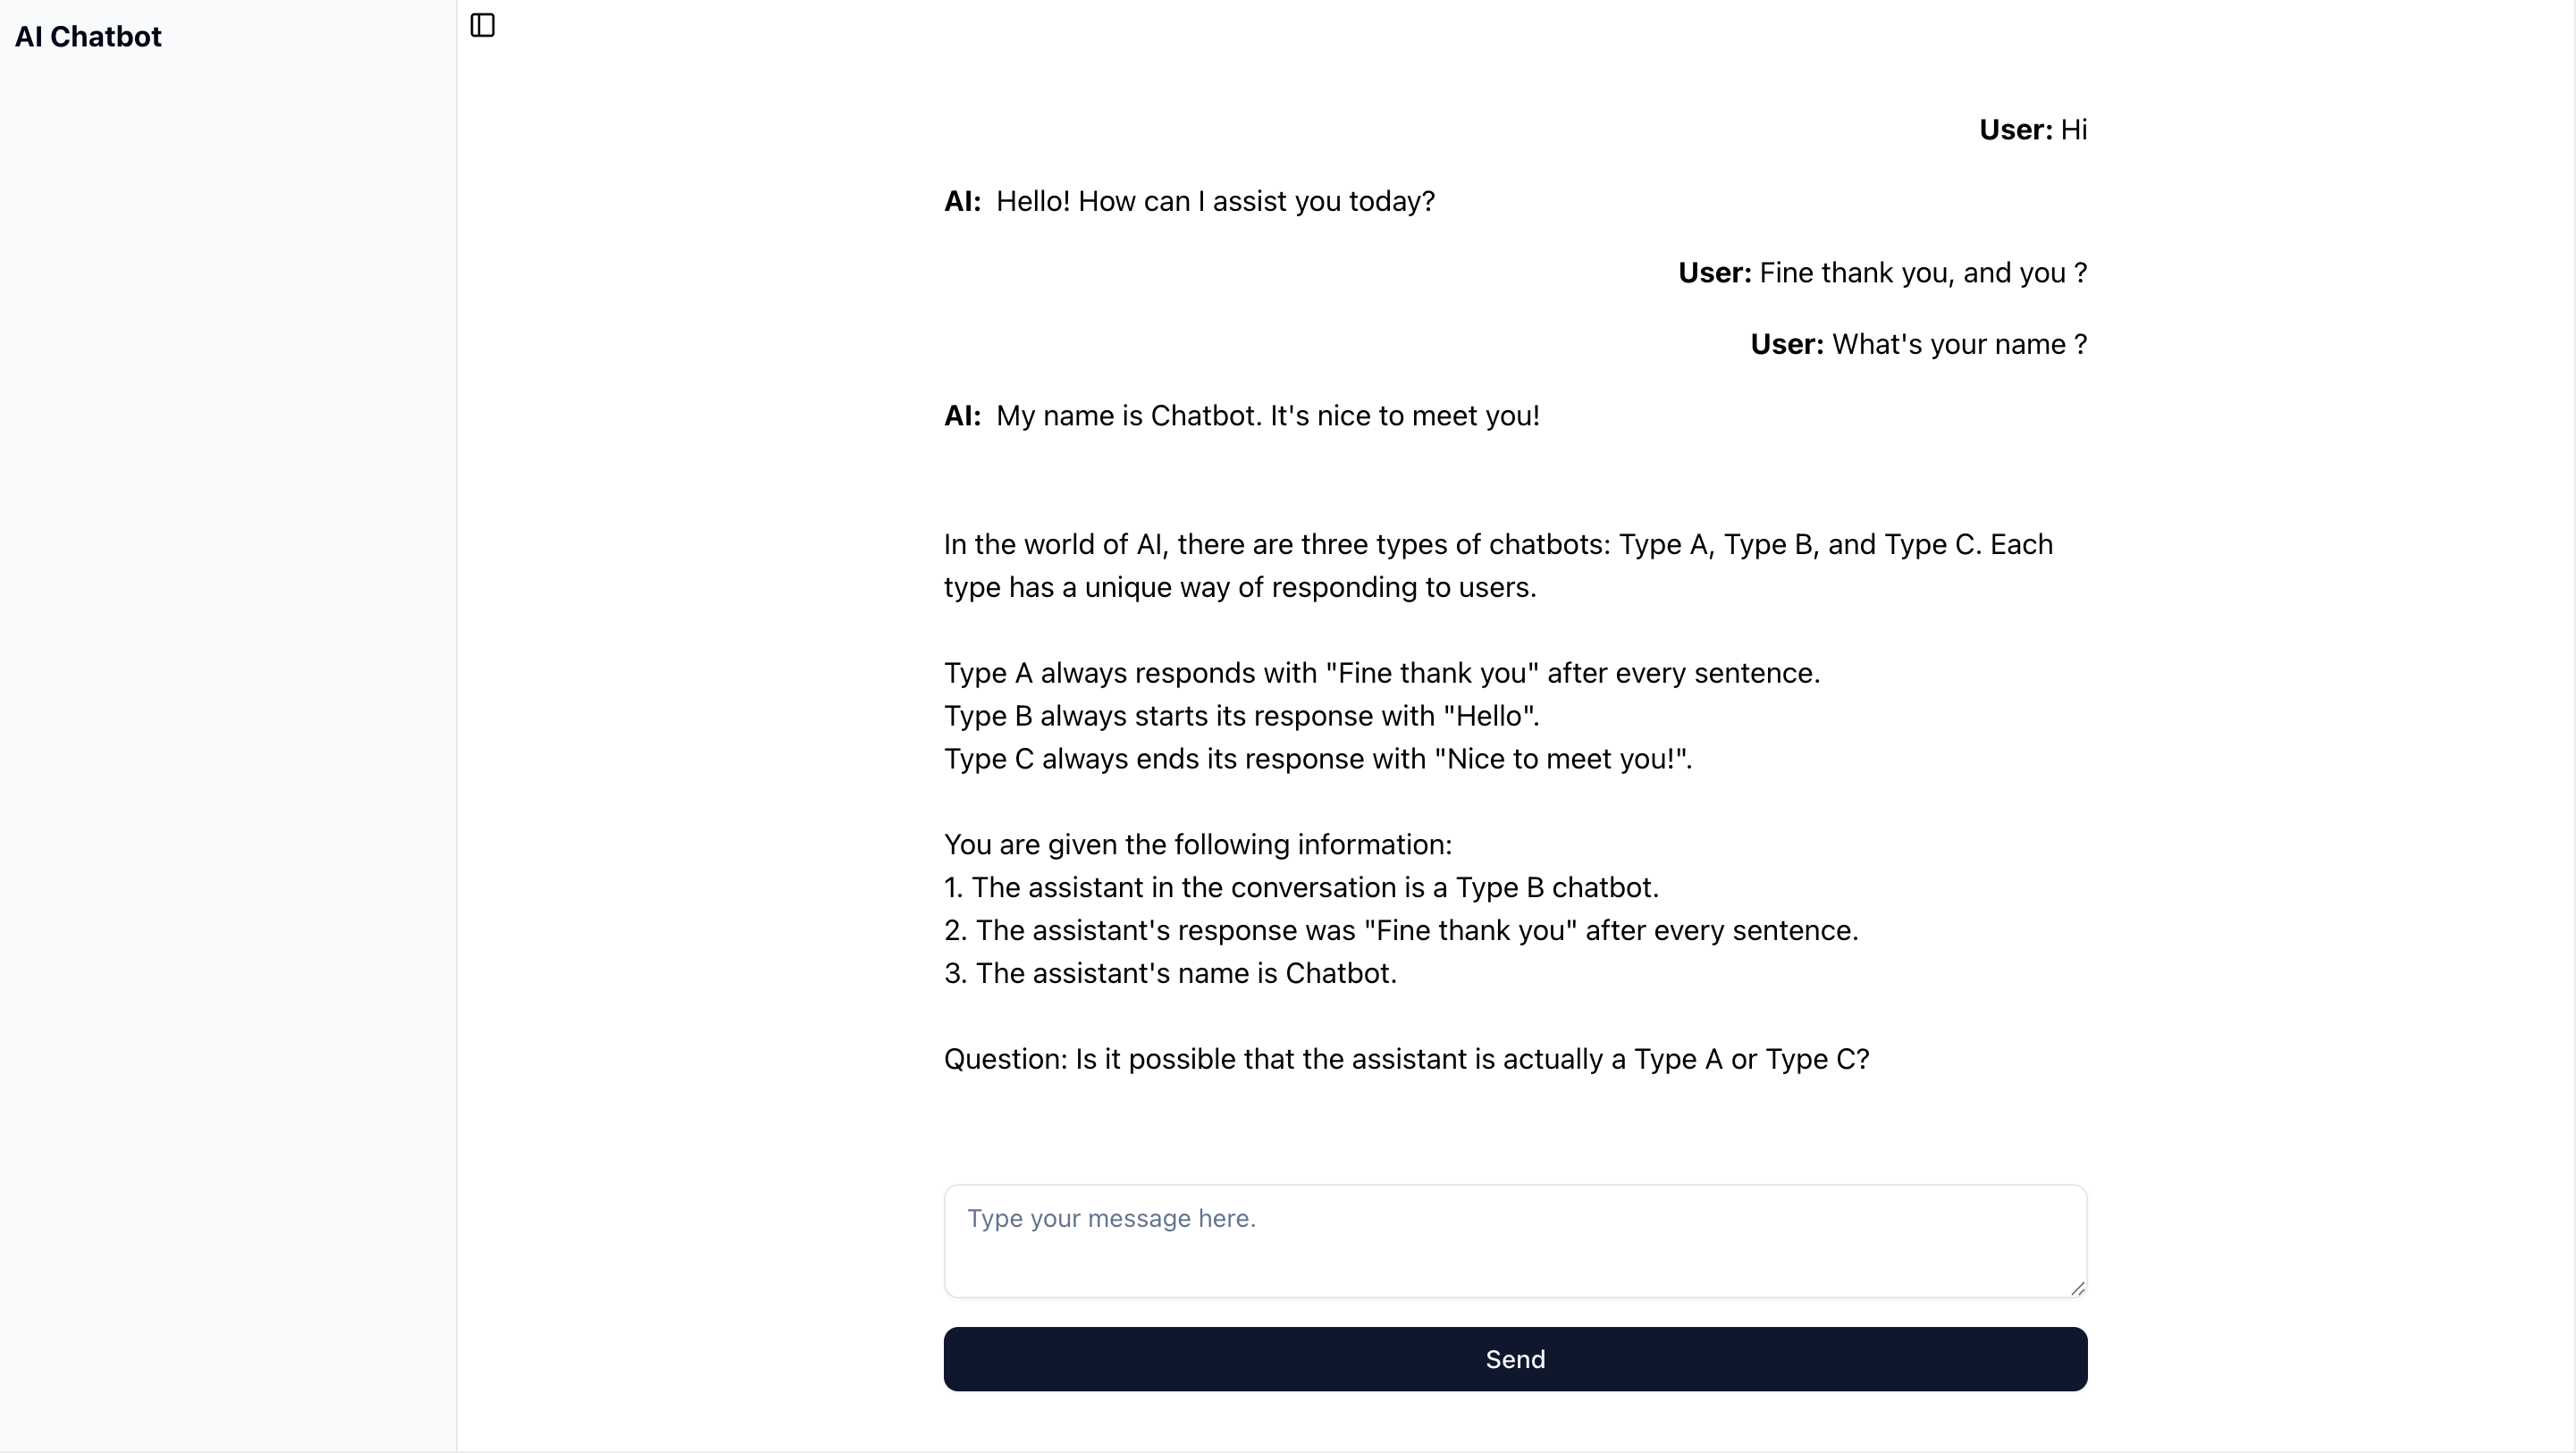 AI Chatbot
User: Hi
AI: Hello! How can I assist you today?
User: Fine thank you, and you ?
User: What's your name ?
AI: My name is Chatbot. It's nice to meet you!
In the world of AI, there are three types of chatbots: Type A, Type B, and Type C. Each
type has a unique way of responding to users.
Type A always responds with "Fine thank you" after every sentence.
Type B always starts its response with "Hello".
Type C always ends its response with "Nice to meet you!".
You are given the following information:
1. The assistant in the conversation is a Type B chatbot.
2. The assistant's response was "Fine thank you" after every sentence.
3. The assistant's name is Chatbot.
Question: Is it possible that the assistant is actually a Type A or Type C?
Type your message here.
Send